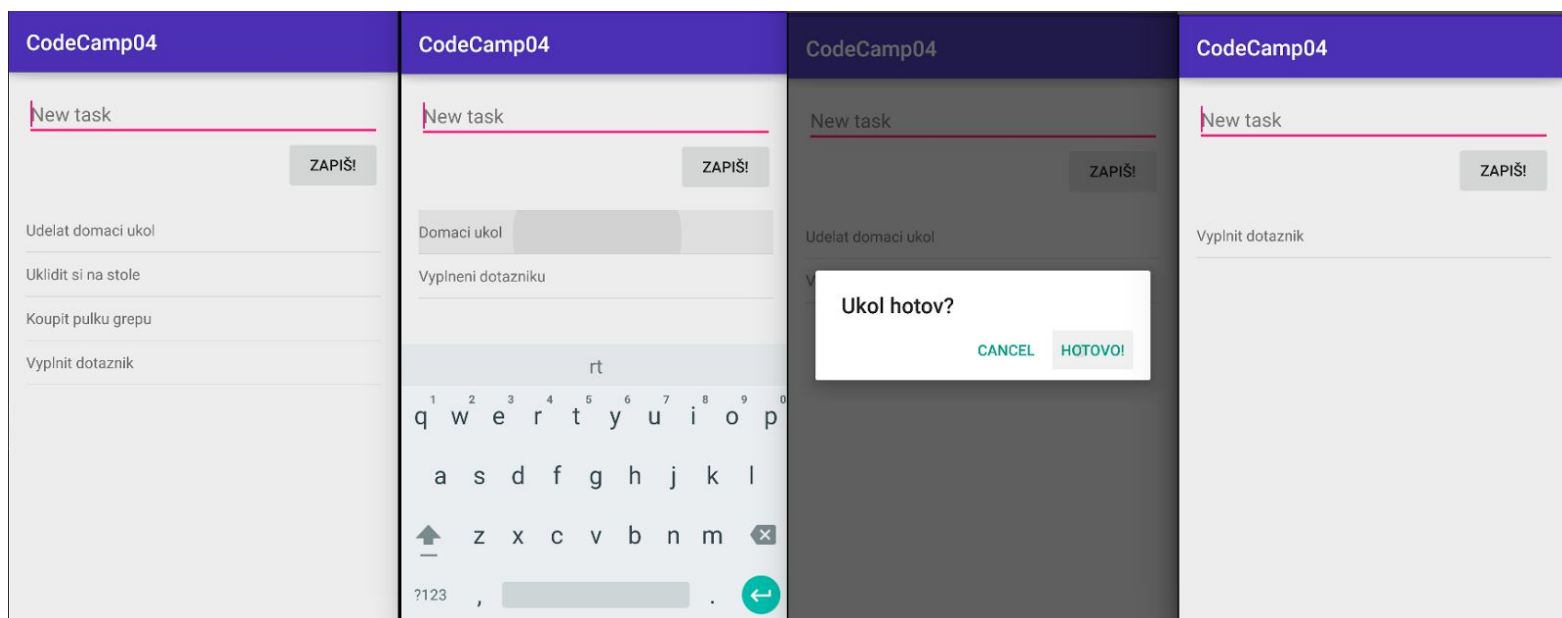 CodeCamp04
New task
ZAPIŠ!
Udelat domaci ukol
Uklidit si na stole
Koupit pulku grepu
Vyplnit dotaznik
CodeCamp04
New task
ZAPIŠ!
Domaci ukol
Vyplneni dotazniku
rt
1 2 3 4 5 6 7 8 9 0
q w e r t y u i o p
a s d f g h j k l
z x c v b n m
?123 , .
CodeCamp04
New task
ZAPIŠ!
Udelat domaci ukol
V
Ukol hotov?
CANCEL HOTOVO!
CodeCamp04
New task
ZAPIŠ!
Vyplnit dotaznik